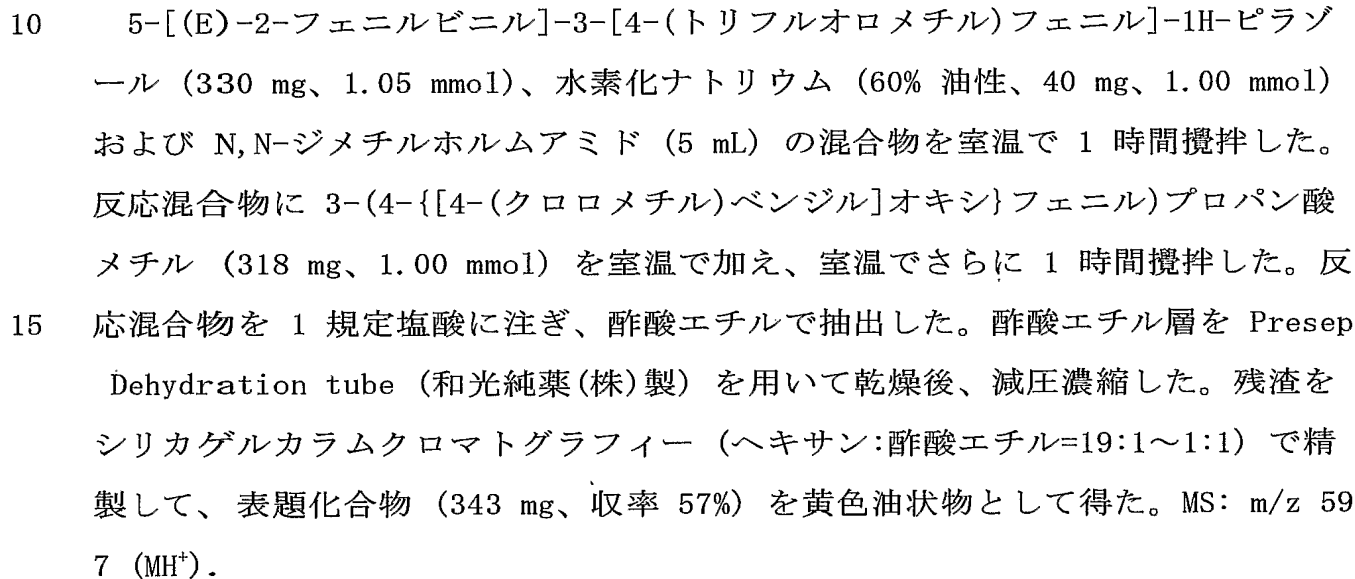 10 5-[(E)-2-フェニルビニル]-3-[4-(トリフルオロメチル)フェニル]-1H-ピラゾ
ール (330 mg、1.05 mmol)、水素化ナトリウム (60% 油性、40 mg、1.00 mmol)
および N,N-ジメチルホルムアミド (5 mL) の混合物を室温で 1 時間攪拌した。
反応混合物に 3-(4-{[4-(クロロメチル)ベンジル]オキシ}フェニル)プロパン酸
メチル (318 mg、1.00 mmol) を室温で加え、室温でさらに 1 時間攪拌した。反
15 応混合物を 1 規定塩酸に注ぎ、酢酸エチルで抽出した。酢酸エチル層を Presep
Dehydration tube (和光純薬(株)製) を用いて乾燥後、減圧濃縮した。残渣を
シリカゲルカラムクロマトグラフィー (ヘキサン:酢酸エチル=19:1~1:1) で精
製して、表題化合物 (343 mg、収率 57%) を黄色油状物として得た。MS: m/z 59
7 (MH⁺).